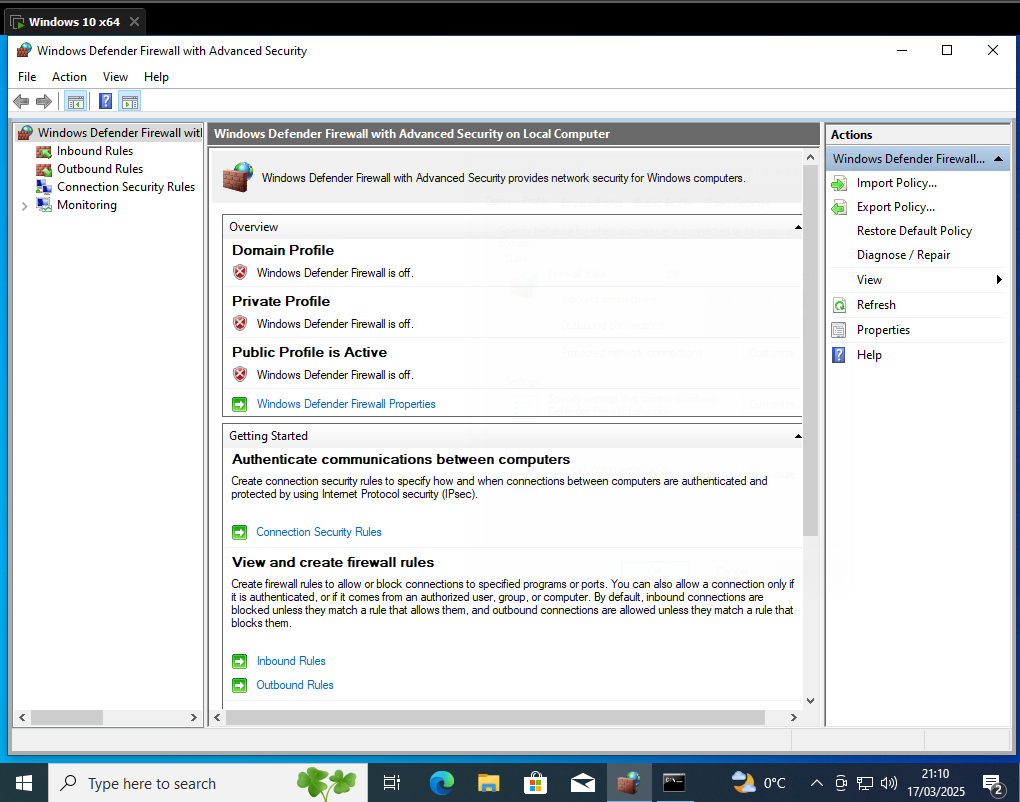 Windows 10 x64
Windows Defender Firewall with Advanced Security
File Action View Help
Windows Defender Firewall with
Inbound Rules
Outbound Rules
Connection Security Rules
Monitoring
Windows Defender Firewall with Advanced Security on Local Computer
Windows Defender Firewall with Advanced Security provides network security for Windows computers.
Overview
Domain Profile
Windows Defender Firewall is off.
Private Profile
Windows Defender Firewall is off.
Public Profile is Active
Windows Defender Firewall is off.
Windows Defender Firewall Properties
Getting Started
Authenticate communications between computers
Create connection security rules to specify how and when connections between computers are authenticated and
protected by using Internet Protocol security (IPsec).
Connection Security Rules
View and create firewall rules
Create firewall rules to allow or block connections to specified programs or ports. You can also allow a connection only if
it is authenticated, or if it comes from an authorized user, group, or computer. By default, inbound connections are
blocked unless they match a rule that allows them, and outbound connections are allowed unless they match a rule that
blocks them.
Inbound Rules
Outbound Rules
Actions
Windows Defender Firewall...
Import Policy...
Export Policy...
Restore Default Policy
Diagnose / Repair
View
Refresh
Properties
Help
Type here to search
0°C
21:10
17/03/2025
2